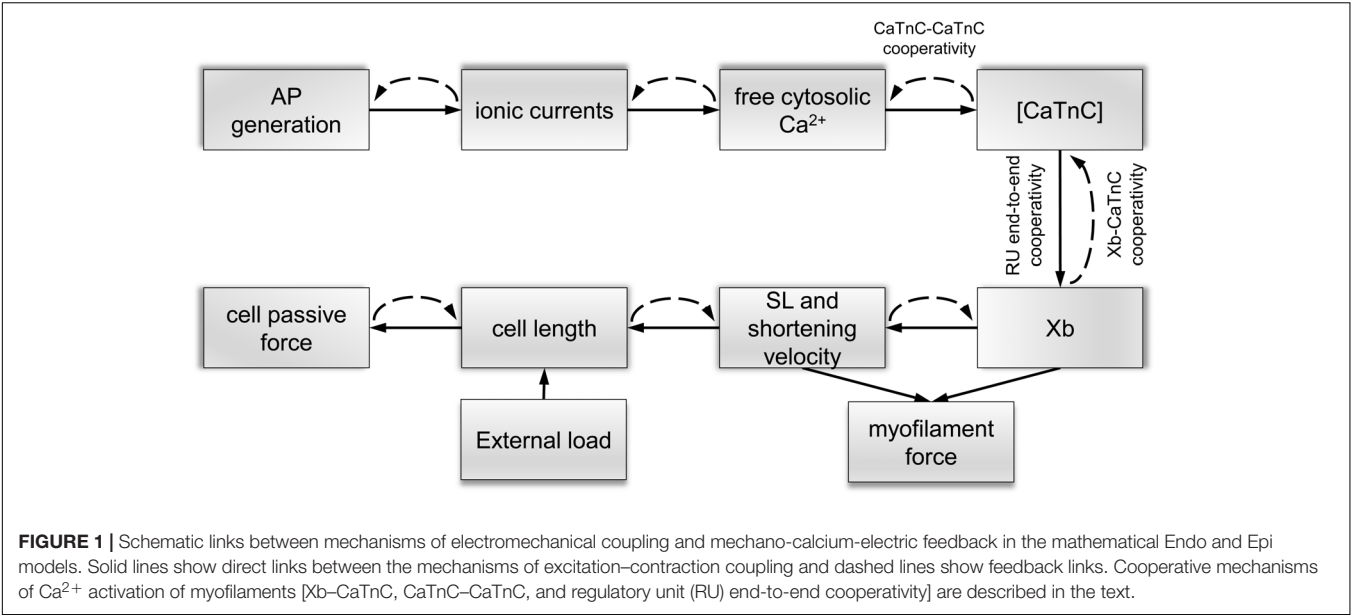 CaTnC-CaTnC
cooperativity
AP
generation
ionic currents
free cytosolic
Ca²⁺
[CaTnC]
RU end-to-end
cooperativity
Xb-CaTnC
cooperativity
cell passive
force
cell length
SL and
shortening
velocity
Xb
External load
myofilament
force
FIGURE 1 | Schematic links between mechanisms of electromechanical coupling and mechano-calcium-electric feedback in the mathematical Endo and Epi
models. Solid lines show direct links between the mechanisms of excitation–contraction coupling and dashed lines show feedback links. Cooperative mechanisms
of Ca²⁺ activation of myofilaments [Xb–CaTnC, CaTnC–CaTnC, and regulatory unit (RU) end-to-end cooperativity] are described in the text.